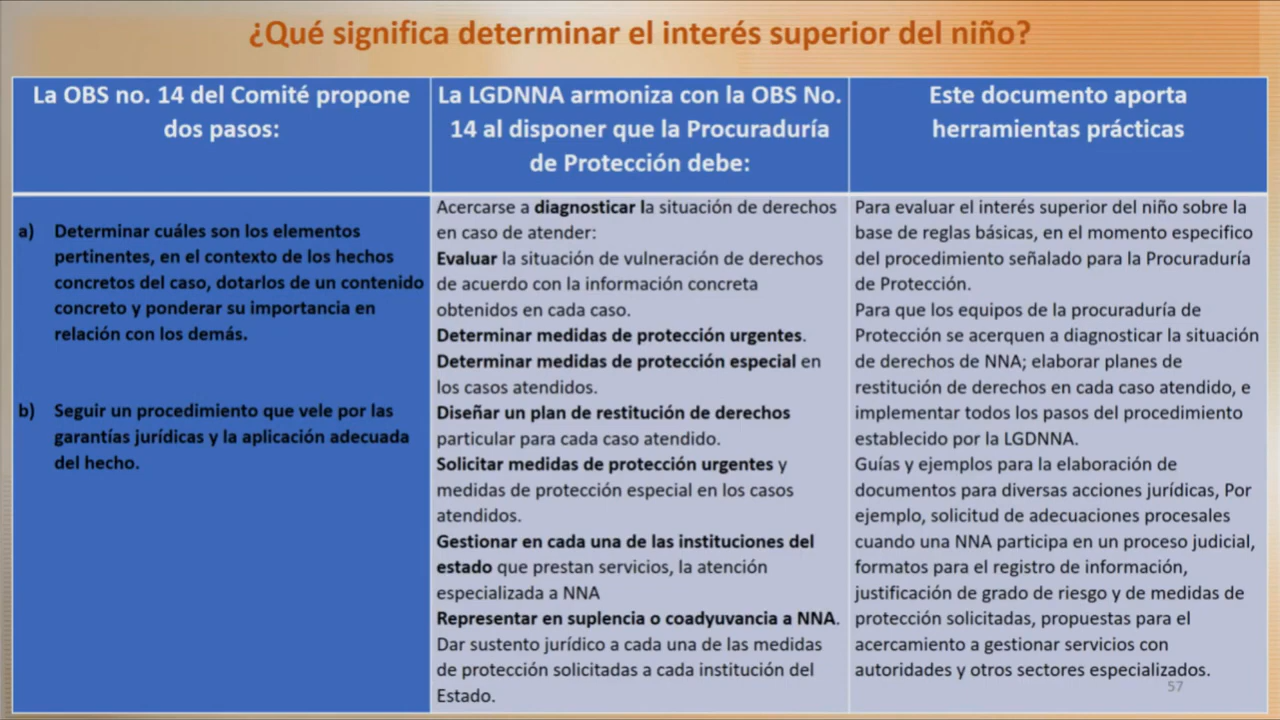 ¿Qué significa determinar el interés superior del niño?
La OBS no. 14 del Comité propone
dos pasos:
a) Determinar cuáles son los elementos
pertinentes, en el contexto de los hechos
concretos del caso, dotarlos de un contenido
concreto y ponderar su importancia en
relación con los demás.
b) Seguir un procedimiento que vele por las
garantías jurídicas y la aplicación adecuada
del hecho.
La LGDNNA armoniza con la OBS No.
14 al disponer que la Procuraduría
de Protección debe:
Acercarse a diagnosticar la situación de derechos
en caso de atender:
Evaluar la situación de vulneración de derechos
de acuerdo con la información concreta
obtenidos en cada caso.
Determinar medidas de protección urgentes.
Determinar medidas de protección especial en
los casos atendidos.
Diseñar un plan de restitución de derechos
particular para cada caso atendido.
Solicitar medidas de protección urgentes y
medidas de protección especial en los casos
atendidos.
Gestionar en cada una de las instituciones del
estado que prestan servicios, la atención
especializada a NNA
Representar en suplencia o coadyuvancia a NNA.
Dar sustento jurídico a cada una de las medidas
de protección solicitadas a cada institución del
Estado.
Este documento aporta
herramientas prácticas
Para evaluar el interés superior del niño sobre la
base de reglas básicas, en el momento especifico
del procedimiento señalado para la Procuraduría
de Protección.
Para que los equipos de la procuraduría de
Protección se acerquen a diagnosticar la situación
de derechos de NNA; elaborar planes de
restitución de derechos en cada caso atendido, e
implementar todos los pasos del procedimiento
establecido por la LGDNNA.
Guías y ejemplos para la elaboración de
documentos para diversas acciones jurídicas, Por
ejemplo, solicitud de adecuaciones procesales
cuando una NNA participa en un proceso judicial,
formatos para el registro de información,
justificación de grado de riesgo y de medidas de
protección solicitadas, propuestas para el
acercamiento a gestionar servicios con
autoridades y otros sectores especializados.
57